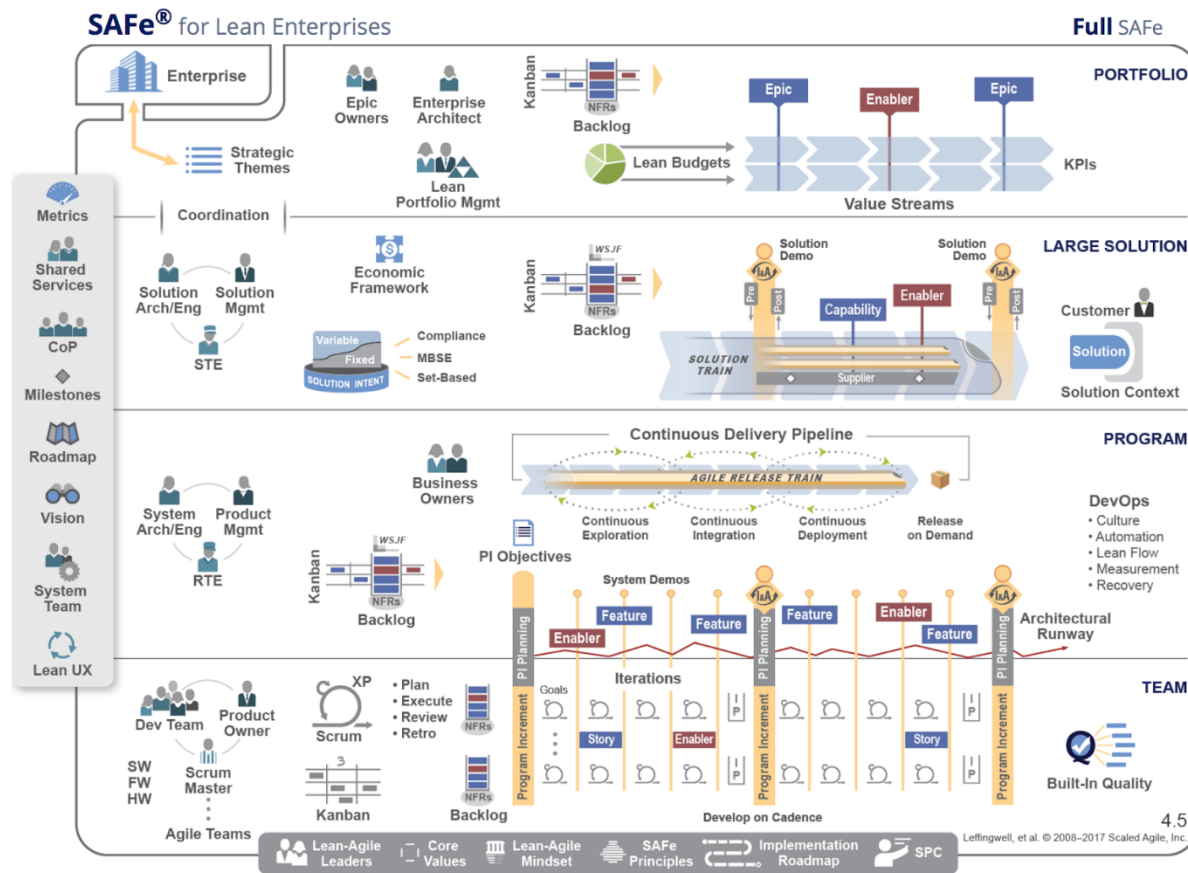 SAFe® for Lean Enterprises
Full SAFe
Enterprise
Strategic
Themes
Epic
Owners
Enterprise
Architect
Lean
Portfolio Mgmt
Kanban
NFRs
Backlog
Lean Budgets
Epic
Enabler
Epic
Value Streams
KPIs
PORTFOLIO
Metrics
Shared
Services
CoP
Milestones
Roadmap
Vision
System
Team
Lean UX
Coordination
Solution
Arch/Eng
Solution
Mgmt
STE
Economic
Framework
Variable
Fixed
SOLUTION INTENT
Compliance
MBSE
Set-Based
Kanban
WSJF
NFRs
Backlog
Solution
Demo
I&A
Pre
Post
Capability
Enabler
Solution
Demo
I&A
Pre
Post
SOLUTION
TRAIN
Supplier
LARGE SOLUTION
Customer
Solution
Solution Context
System
Arch/Eng
Product
Mgmt
RTE
Business
Owners
Kanban
WSJF
NFRs
Backlog
Continuous Delivery Pipeline
AGILE RELEASE TRAIN
Continuous
Exploration
Continuous
Integration
Continuous
Deployment
Release
on Demand
PROGRAM
DevOps
• Culture
• Automation
• Lean Flow
• Measurement
• Recovery
PI Objectives
System Demos
I&A
I&A
Enabler
Feature
Feature
Feature
Enabler
Feature
Architectural
Runway
PI Planning
PI Planning
PI Planning
Dev Team
Product
Owner
Scrum
Master
SW
FW
HW
Agile Teams
XP
Scrum
• Plan
• Execute
• Review
• Retro
NFRs
3
Kanban
NFRs
Backlog
Program Increment
Program Increment
Program Increment
Goals
Iterations
Story
Enabler
Story
I P
I P
I P
I P
Develop on Cadence
TEAM
Built-In Quality
4.5
Leffingwell, et al. © 2008–2017 Scaled Agile, Inc.
Lean-Agile
Leaders
Core
Values
Lean-Agile
Mindset
SAFe
Principles
Implementation
Roadmap
SPC